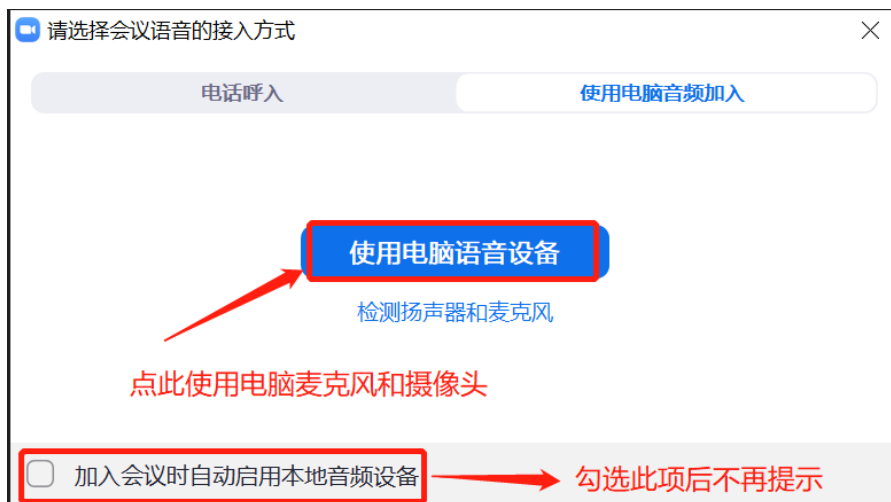 请选择会议语音的接入方式
电话呼入
使用电脑音频加入
使用电脑语音设备
检测扬声器和麦克风
点此使用电脑麦克风和摄像头
加入会议时自动启用本地音频设备
勾选此项后不再提示